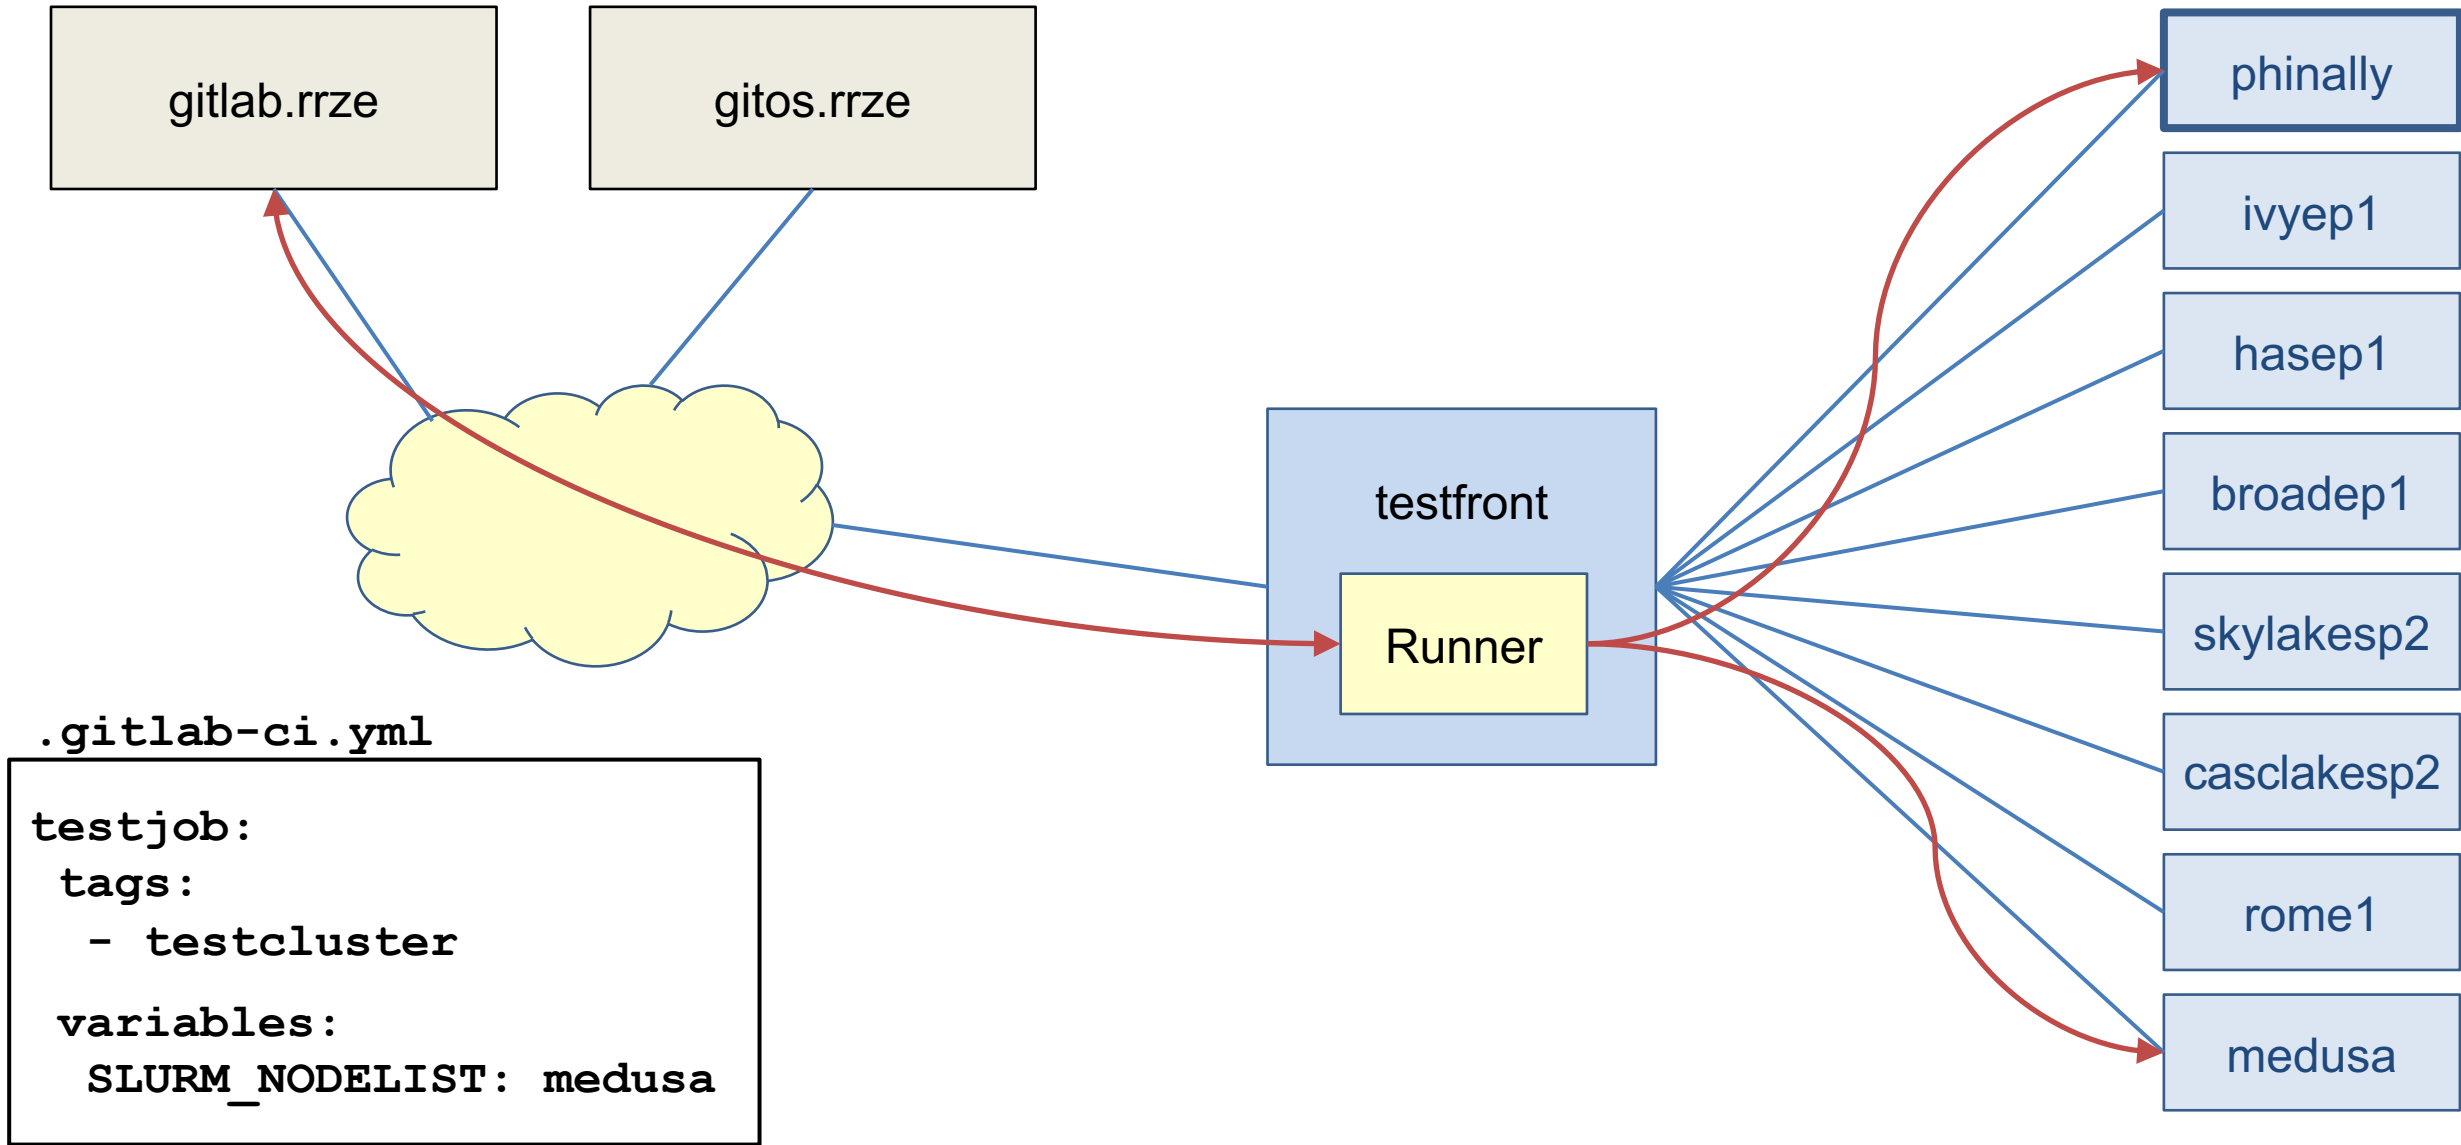 gitlab.rrze
gitos.rrze
phinally
ivyep1
hasep1
broadep1
skylakesp2
casclakesp2
rome1
medusa
testfront
Runner
.gitlab-ci.yml
testjob:
tags:
- testcluster
variables:
SLURM_NODELIST: medusa